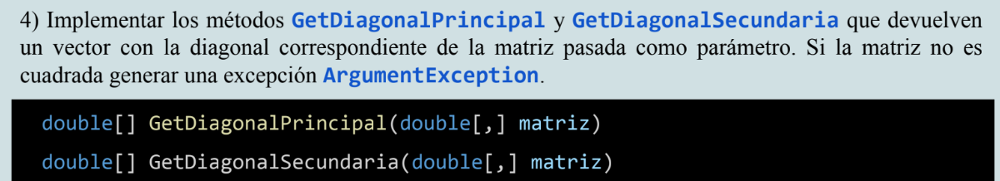 4) Implementar los métodos GetDiagonalPrincipal y GetDiagonalSecundaria que devuelven
un vector con la diagonal correspondiente de la matriz pasada como parámetro. Si la matriz no es
cuadrada generar una excepción ArgumentException.
double[] GetDiagonalPrincipal(double[,] matriz)
double[] GetDiagonalSecundaria(double[,] matriz)